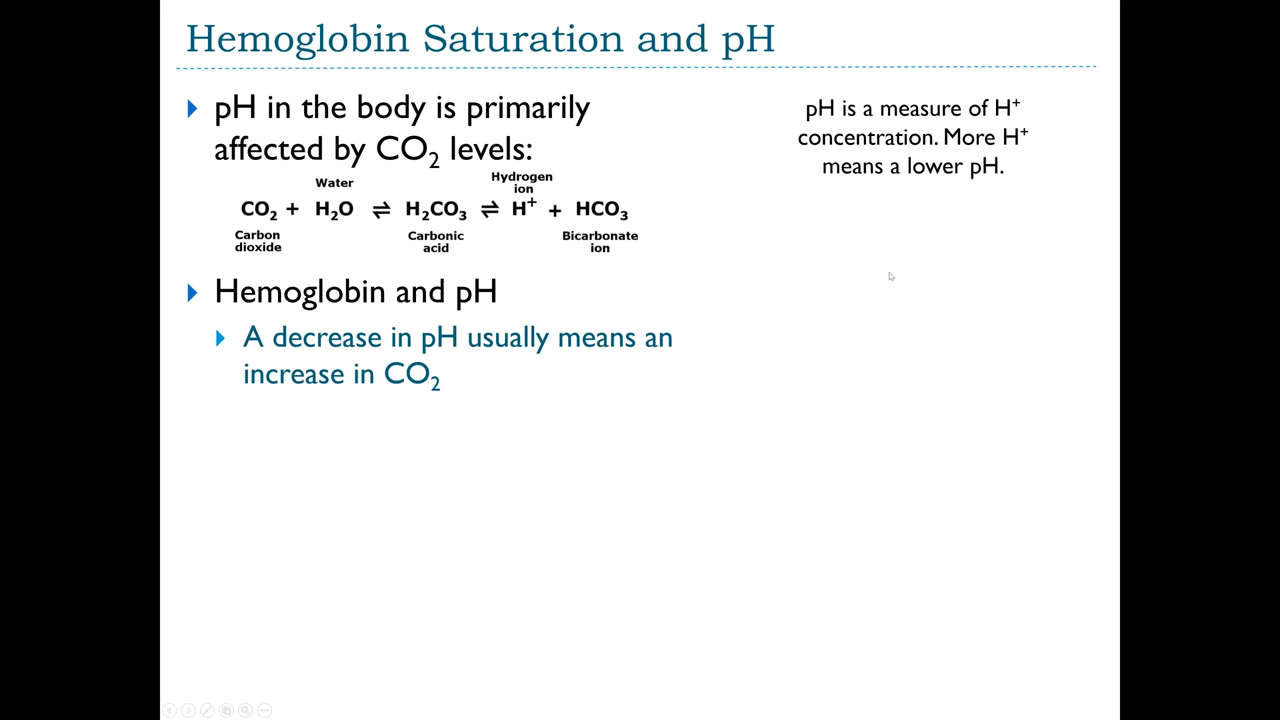 Hemoglobin Saturation and pH
pH in the body is primarily
affected by CO₂ levels:
pH is a measure of H⁺
concentration. More H⁺
means a lower pH.
Water
Hydrogen
ion
CO₂ + H₂O ⇌ H₂CO₃ ⇌ H⁺ + HCO₃
Carbon
dioxide
Carbonic
acid
Bicarbonate
ion
Hemoglobin and pH
A decrease in pH usually means an
increase in CO₂